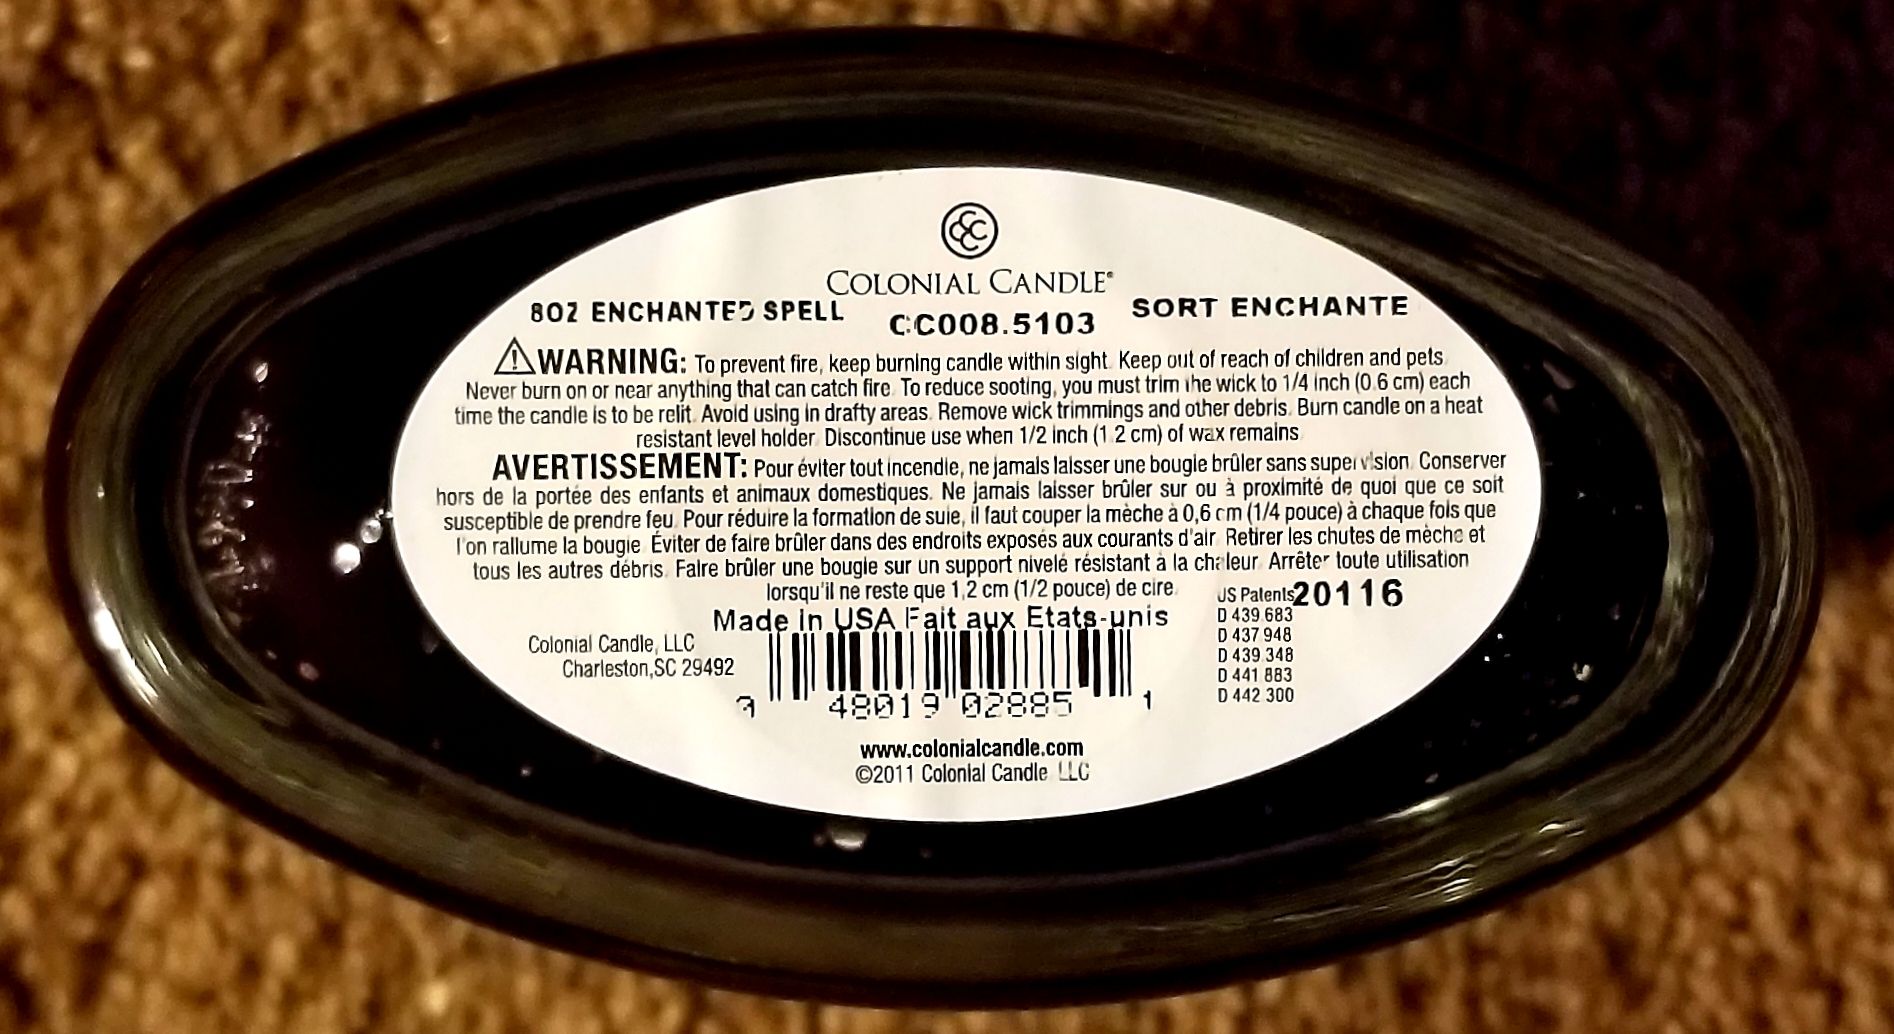 CCCC
COLONIAL CANDLE®
8OZ ENCHANTED SPELL
CC008.5103
SORT ENCHANTE
WARNING: To prevent fire, keep burning candle within sight. Keep out of reach of children and pets.
Never burn on or near anything that can catch fire. To reduce sooting, you must trim the wick to 1/4 inch (0.6 cm) each
time the candle is to be relit. Avoid using in drafty areas. Remove wick trimmings and other debris. Burn candle on a heat
resistant level holder. Discontinue use when 1/2 inch (1.2 cm) of wax remains.
AVERTISSEMENT: Pour éviter tout incendie, ne jamais laisser une bougie brûler sans supervision. Conserver
hors de la portée des enfants et animaux domestiques. Ne jamais laisser brûler sur ou à proximité de quoi que ce soit
susceptible de prendre feu. Pour réduire la formation de suie, il faut couper la mèche à 0,6 cm (1/4 pouce) à chaque fois que
l'on rallume la bougie. Éviter de faire brûler dans des endroits exposés aux courants d'air. Retirer les chutes de mèche et
tous les autres débris. Faire brûler une bougie sur un support nivelé résistant à la chaleur. Arrêter toute utilisation
lorsqu'il ne reste que 1,2 cm (1/2 pouce) de cire.
Made in USA Fait aux Etats-unis
Colonial Candle, LLC
Charleston,SC 29492
US Patents
20116
D 439 683
D 437 948
D 439 348
D 441 883
D 442 300
48019 02885 1
www.colonialcandle.com
©2011 Colonial Candle LLC